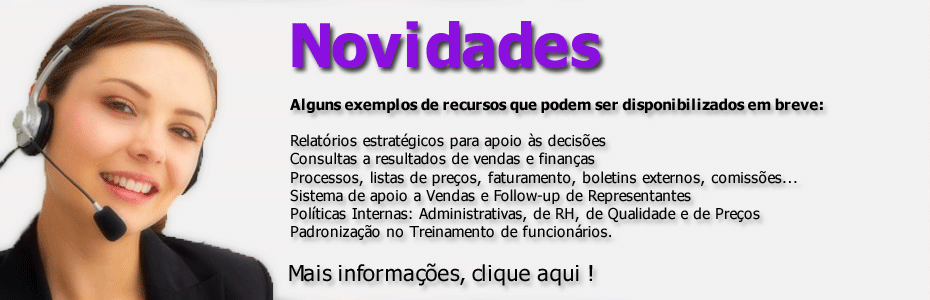 Novidades
Alguns exemplos de recursos que podem ser disponibilizados em breve:
Relatórios estratégicos para apoio às decisões
Consultas a resultados de vendas e finanças
Processos, listas de preços, faturamento, boletins externos, comissões...
Sistema de apoio a Vendas e Follow-up de Representantes
Políticas Internas: Administrativas, de RH, de Qualidade e de Preços
Padronização no Treinamento de funcionários.
Mais informações, clique aqui !